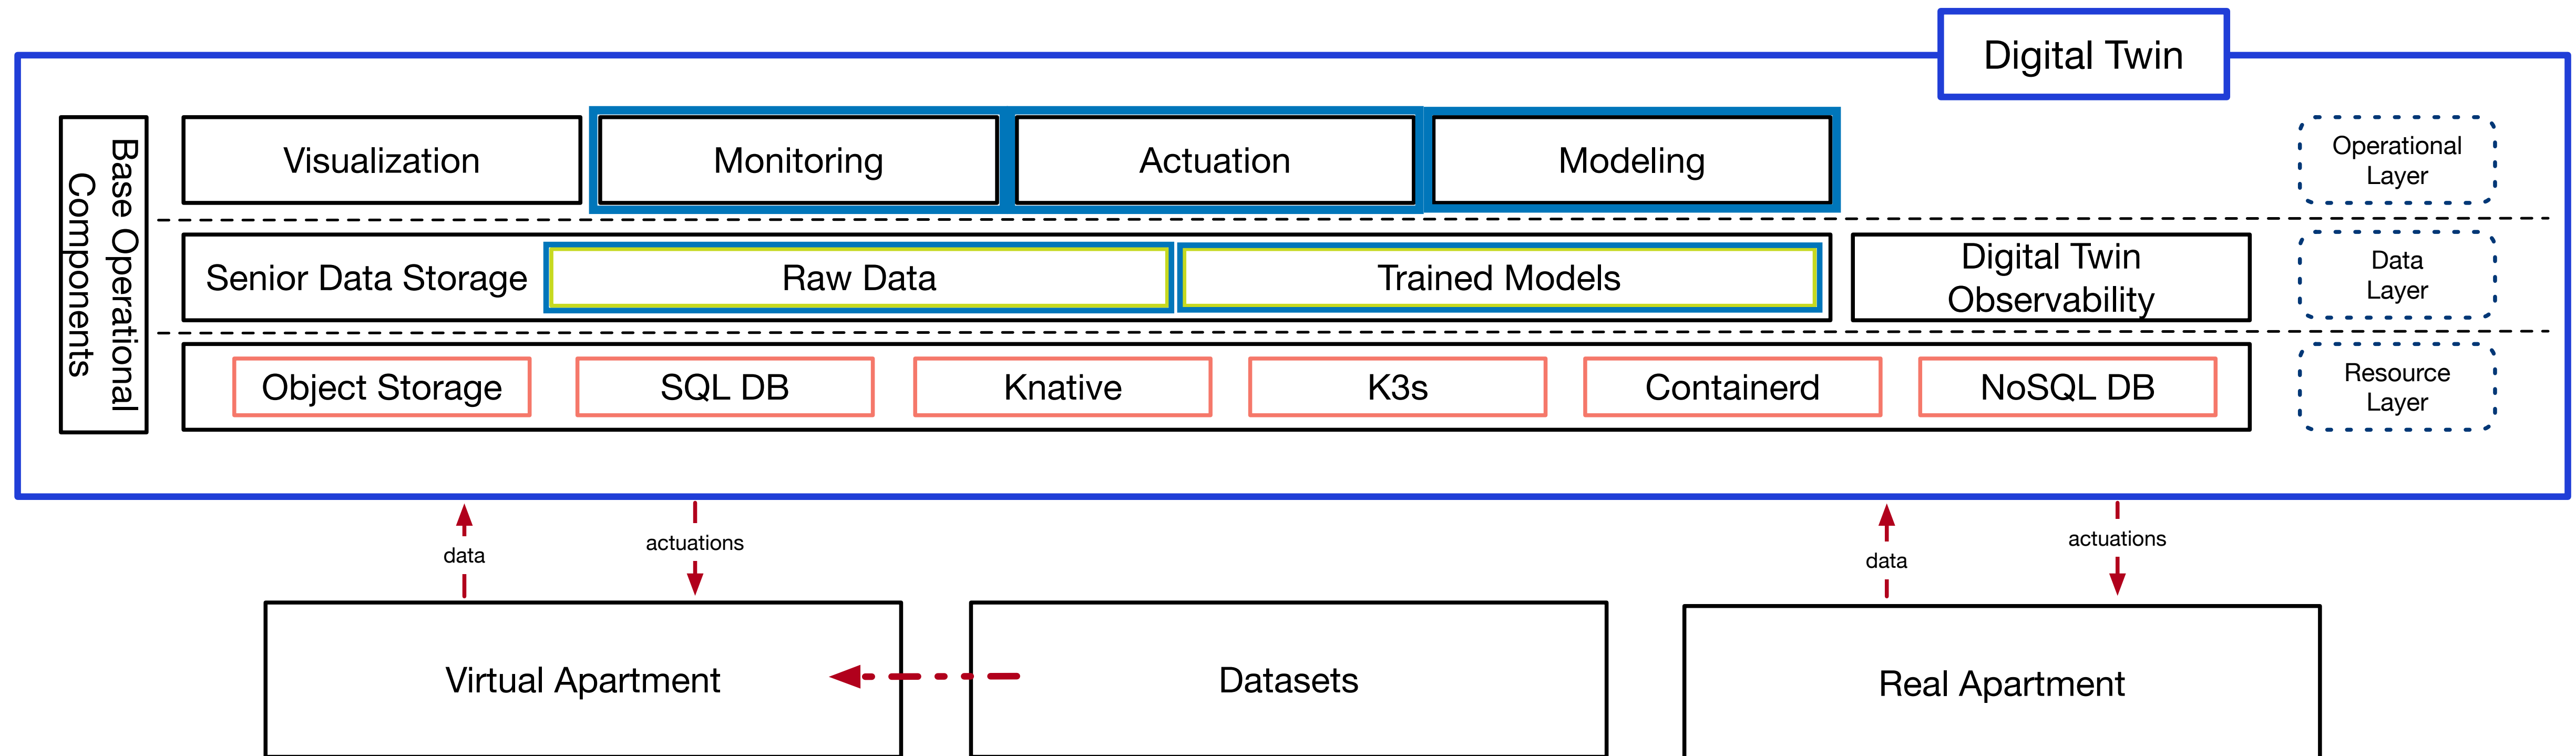 Digital Twin
Base Operational
Components
Visualization
Monitoring
Actuation
Modeling
Operational
Layer
Senior Data Storage
Raw Data
Trained Models
Digital Twin
Observability
Data
Layer
Object Storage
SQL DB
Knative
K3s
Containerd
NoSQL DB
Resource
Layer
data
actuations
data
actuations
Virtual Apartment
Datasets
Real Apartment